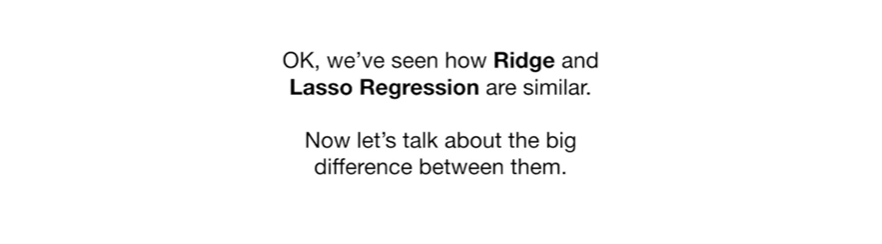 OK, we’ve seen how Ridge and
Lasso Regression are similar.
Now let’s talk about the big
difference between them.